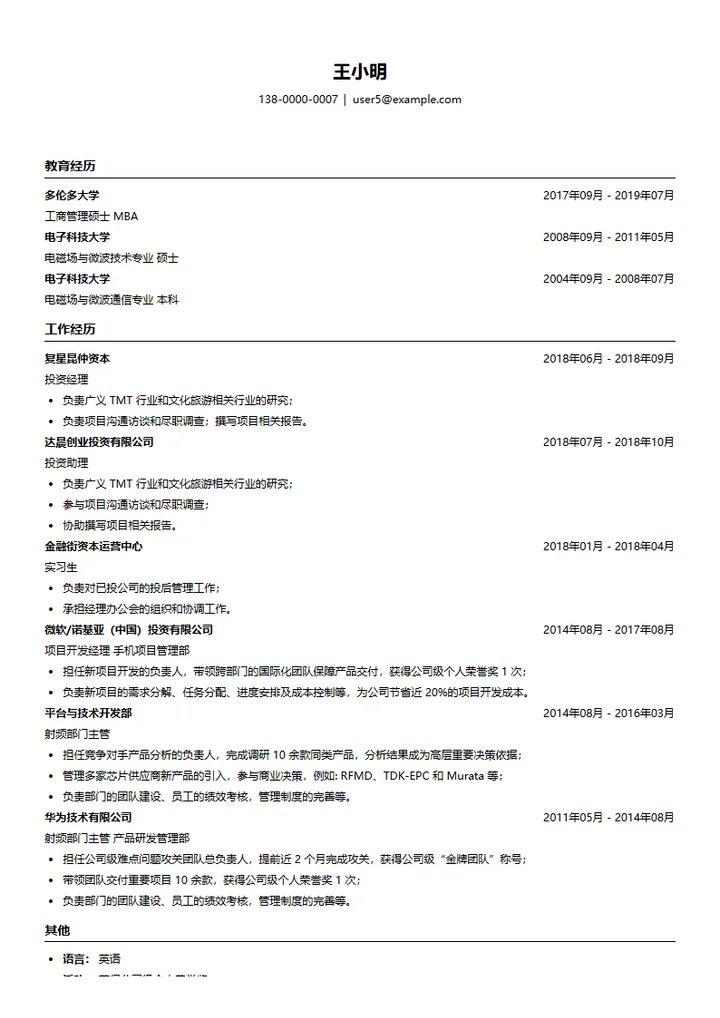 王小明
138-0000-0007 | user5@example.com
教育经历
多伦多大学 2017年09月 - 2019年07月
工商管理硕士 MBA
电子科技大学 2008年09月 - 2011年05月
电磁场与微波技术专业 硕士
电子科技大学 2004年09月 - 2008年07月
电磁场与微波通信专业 本科
工作经历
复星昆仲资本 2018年06月 - 2018年09月
投资经理
• 负责广义 TMT 行业和文化旅游相关行业的研究；
• 负责项目沟通访谈和尽职调查；撰写项目相关报告。
达晨创业投资有限公司 2018年07月 - 2018年10月
投资助理
• 负责广义 TMT 行业和文化旅游相关行业的研究；
• 参与项目沟通访谈和尽职调查；
• 协助撰写项目相关报告。
金融街资本运营中心 2018年01月 - 2018年04月
实习生
• 负责对已投公司的投后管理工作；
• 承担经理办公会的组织和协调工作。
微软/诺基亚（中国）投资有限公司 2014年08月 - 2017年08月
项目开发经理 手机项目管理部
• 担任新项目开发的负责人，带领跨部门的国际化团队保障产品交付，获得公司级个人荣誉奖 1 次；
• 负责新项目的需求分解、任务分配、进度安排及成本控制等，为公司节省近 20%的项目开发成本。
平台与技术开发部 2014年08月 - 2016年03月
射频部门主管
• 担任竞争对手产品分析的负责人，完成调研 10 余款同类产品，分析结果成为高层重要决策依据；
• 管理多家芯片供应商新产品的引入，参与商业决策，例如: RFMD、TDK-EPC 和 Murata 等；
• 负责部门的团队建设、员工的绩效考核，管理制度的完善等。
华为技术有限公司 2011年05月 - 2014年08月
射频部门主管 产品研发管理部
• 担任公司级难点问题攻关团队总负责人，提前近 2 个月完成攻关，获得公司级“金牌团队”称号；
• 带领团队交付重要项目 10 余款，获得公司级个人荣誉奖 1 次；
• 负责部门的团队建设、员工的绩效考核，管理制度的完善等。
其他
• 语言： 英语